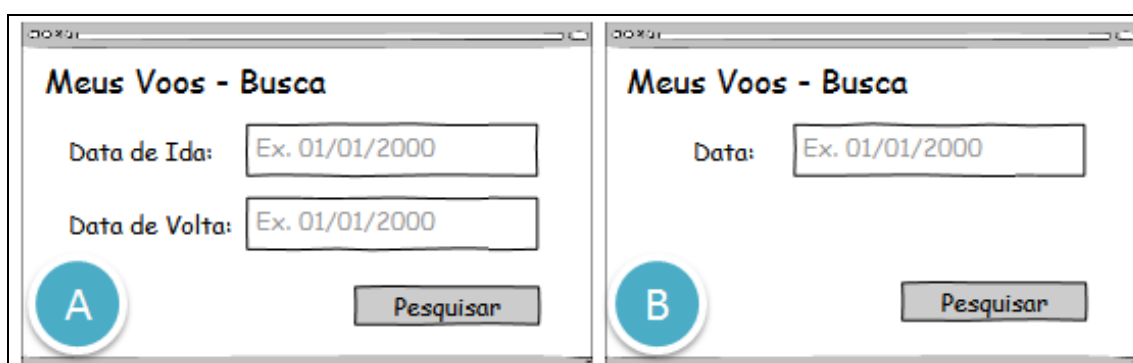 Meus Voos - Busca
Data de Ida: Ex. 01/01/2000
Data de Volta: Ex. 01/01/2000
Pesquisar
A
Meus Voos - Busca
Data: Ex. 01/01/2000
Pesquisar
B